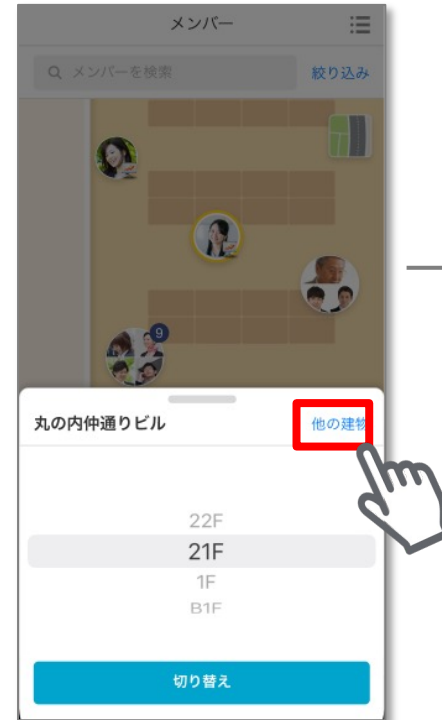 メンバー
メンバーを検索
絞り込み
9
丸の内仲通りビル
他の建物
22F
21F
1F
B1F
切り替え